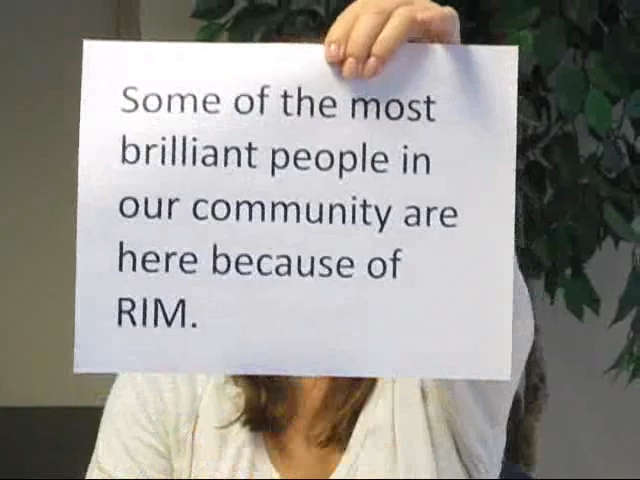 Some of the most
brilliant people in
our community are
here because of
RIM.